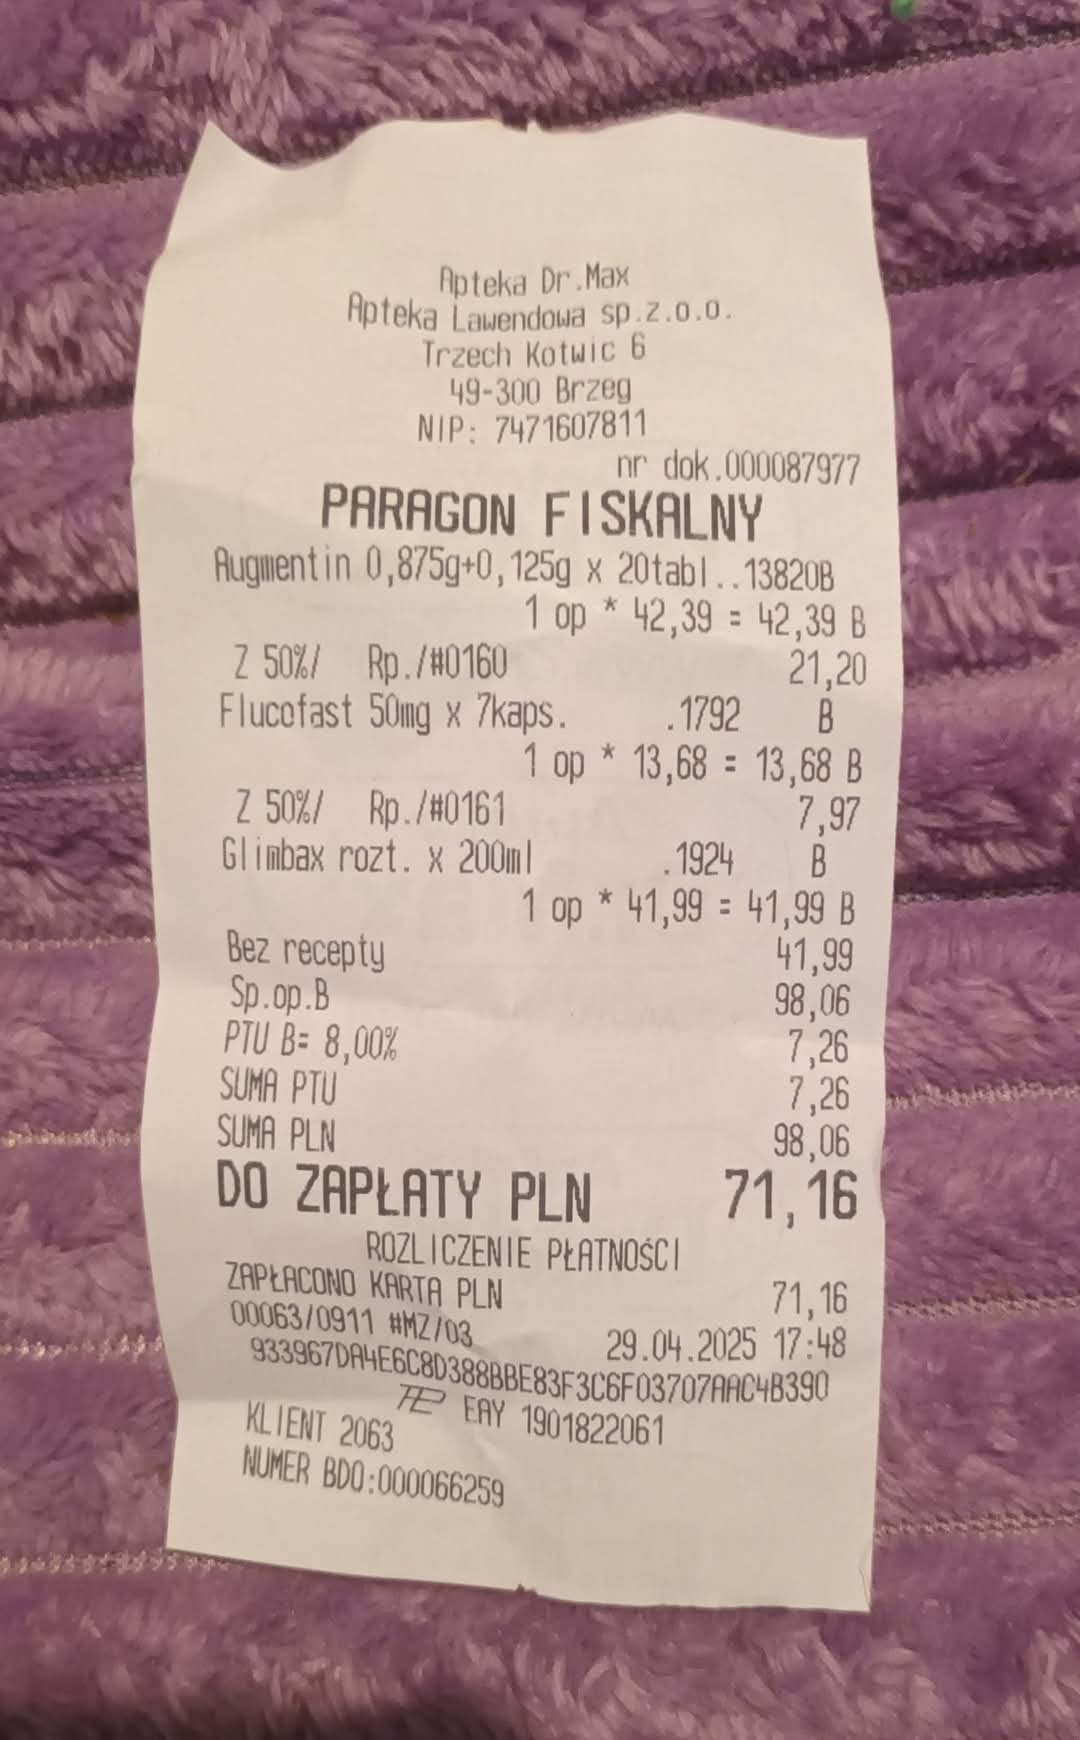 Apteka Dr.Max
Apteka Lawendowa sp.z.o.o.
Trzech Kotwic 6
49-300 Brzeg
NIP: 7471607811
nr dok.000087977
PARAGON FISKALNY
Augmentin 0,875g+0,125g x 20tabl..13820B
1 op * 42,39 = 42,39 B
Z 50%/ Rp./#0160 21,20
Flucofast 50mg x 7kaps. .1792 B
1 op * 13,68 = 13,68 B
Z 50%/ Rp./#0161 7,97
Glimbax rozt. x 200ml .1924 B
1 op * 41,99 = 41,99 B
Bez recepty 41,99
Sp.op.B 98,06
PTU B= 8,00% 7,26
SUMA PTU 7,26
SUMA PLN 98,06
DO ZAPŁATY PLN 71,16
ROZLICZENIE PŁATNOŚCI
ZAPŁACONO KARTA PLN 71,16
00063/0911 #MZ/03 29.04.2025 17:48
933967DA4E6C8D388BBE83F3C6F03707AAC4B390
EAY 1901822061
KLIENT 2063
NUMER BDO:000066259